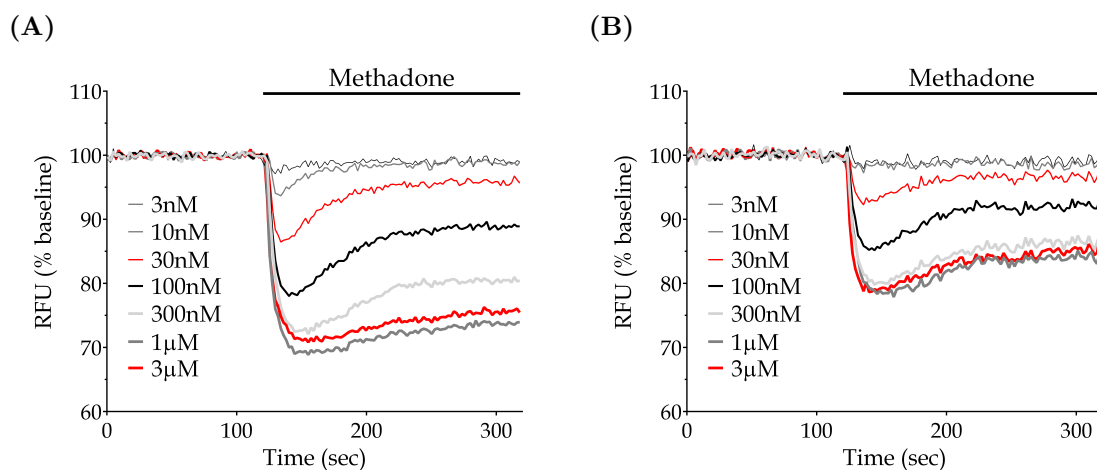 (A)
Methadone
110
100
90
80
70
60
RFU (% baseline)
3nM
10nM
30nM
100nM
300nM
1µM
3µM
0
100
200
300
Time (sec)
(B)
Methadone
110
100
90
80
70
60
RFU (% baseline)
3nM
10nM
30nM
100nM
300nM
1µM
3µM
0
100
200
300
Time (sec)